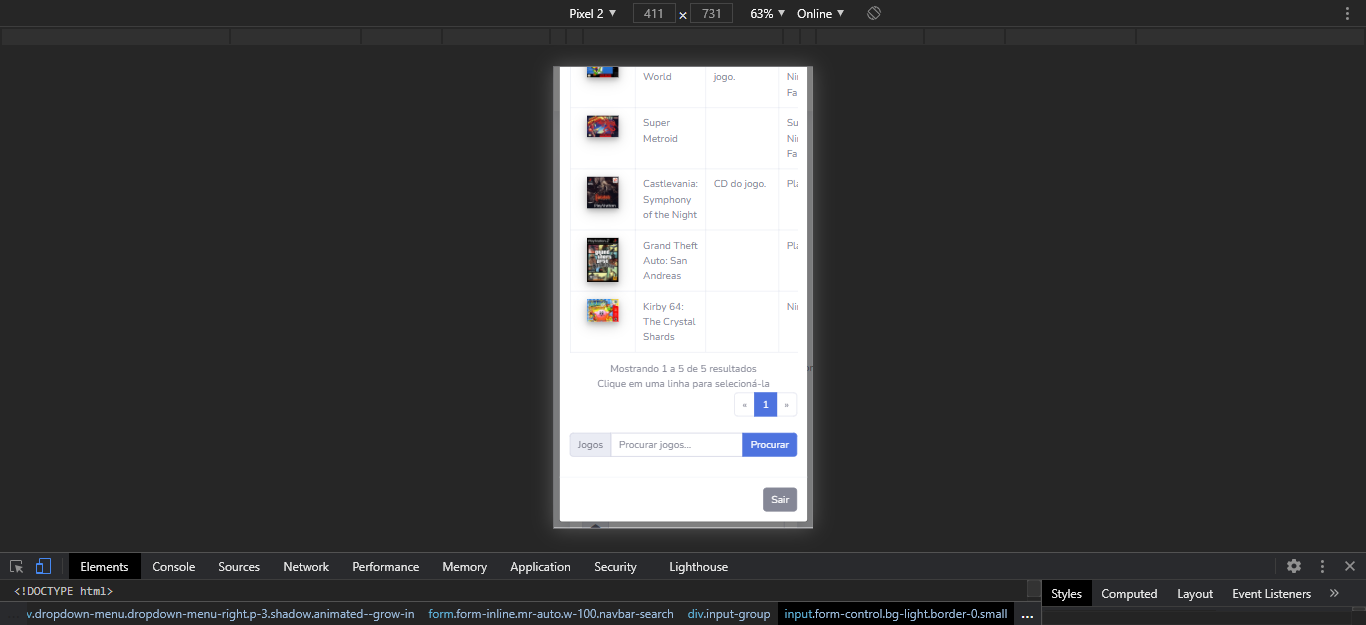 Pixel 2 ▼ 411 × 731 63% ▼ Online ▼
World jogo. Nin
Fa
Super Su
Metroid Nin
Fa
Castlevania: CD do jogo. Pla
Symphony
of the Night
Grand Theft Pla
Auto: San
Andreas
Kirby 64: Nin
The Crystal
Shards
Mostrando 1 a 5 de 5 resultados
Clique em uma linha para selecioná-la
« 1 »
Jogos Procurar jogos... Procurar
Sair
Elements Console Sources Network Performance Memory Application Security Lighthouse
<!DOCTYPE html>
Styles Computed Layout Event Listeners »
v.dropdown-menu.dropdown-menu-right.p-3.shadow.animated--grow-in form.form-inline.mr-auto.w-100.navbar-search div.input-group input.form-control.bg-light.border-0.small ...